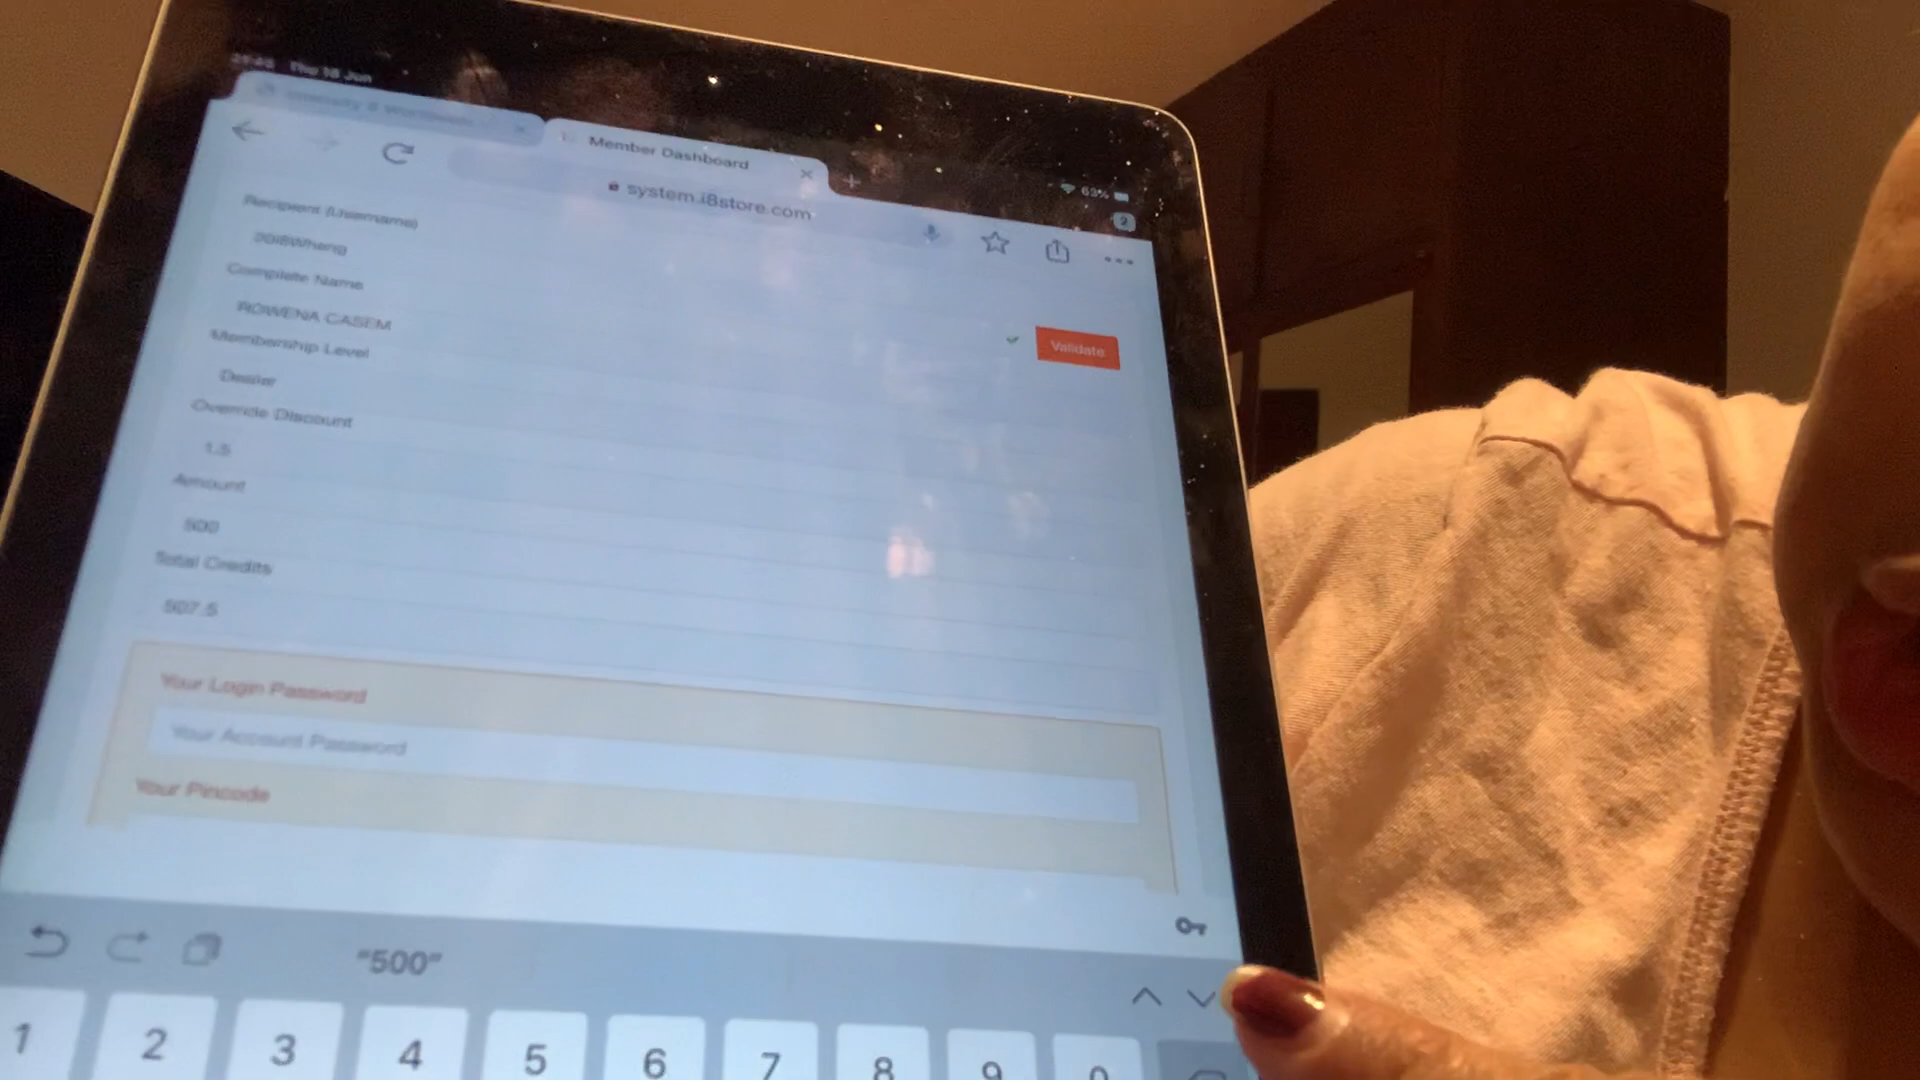 Thu 18 Jun
63%
Member Dashboard
system.i8store.com
2
Recipient (Username)
Complete Name
ROWENA CASEM
Validate
Membership Level
Dealer
Override Discount
1.5
Amount
500
Total Credits
507.5
Your Login Password
Your Account Password
Your Pincode
"500"
1 2 3 4 5 6 7 8 9 0